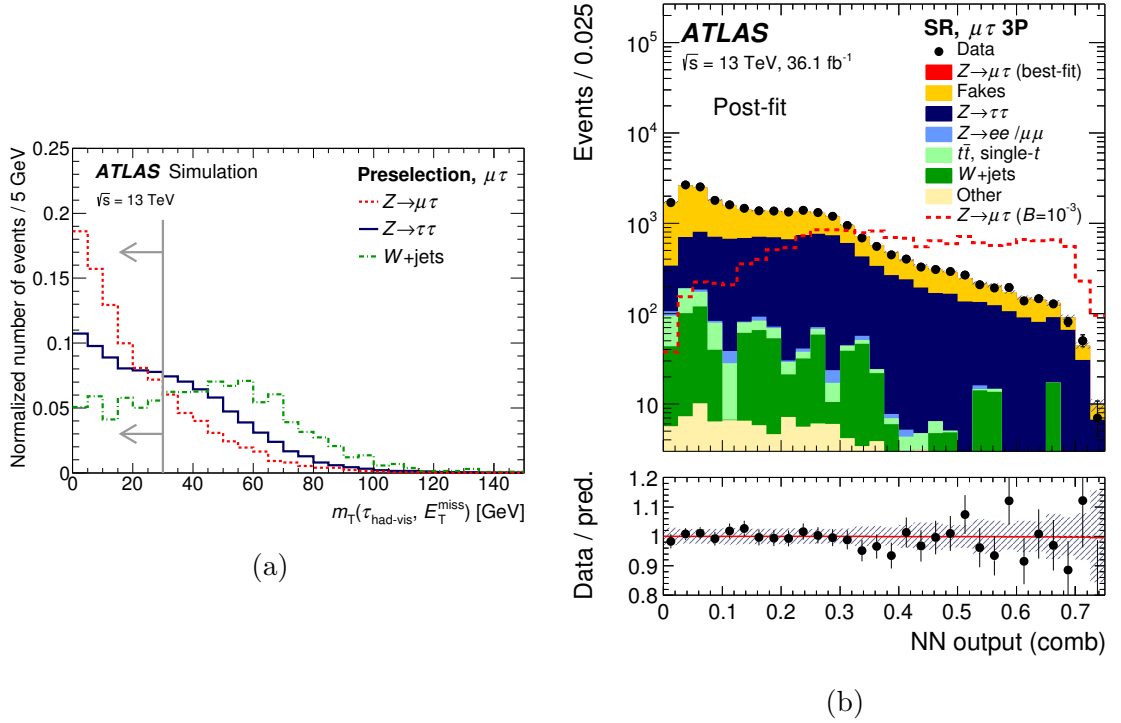 Normalized number of events / 5 GeV
0.25
0.2
0.15
0.1
0.05
0
ATLAS Simulation
√s = 13 TeV
Preselection, μτ
Z→μτ
Z→ττ
W+jets
0 20 40 60 80 100 120 140
m_T(τ_had-vis, E_T^miss) [GeV]
(a)
Events / 0.025
10⁵
10⁴
10³
10²
10
ATLAS
√s = 13 TeV, 36.1 fb⁻¹
Post-fit
SR, μτ 3P
Data
Z→μτ (best-fit)
Fakes
Z→ττ
Z→ee /μμ
tt̅, single-t
W+jets
Other
Z→μτ (B=10⁻³)
Data / pred.
1.2
1.1
1
0.9
0.8
0 0.1 0.2 0.3 0.4 0.5 0.6 0.7
NN output (comb)
(b)